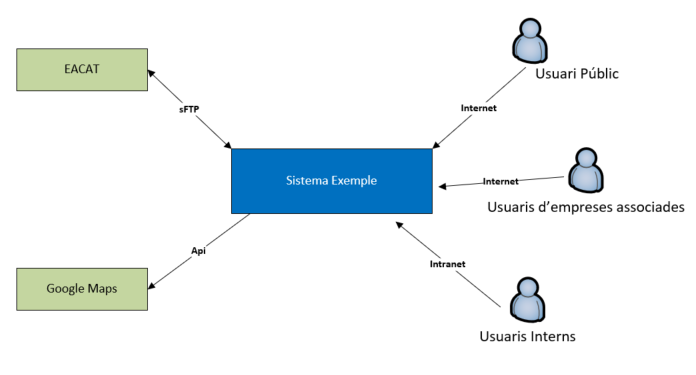 EACAT
Usuari Públic
sFTP
Internet
Sistema Exemple
Internet
Usuaris d'empreses associades
Api
Intranet
Google Maps
Usuaris Interns